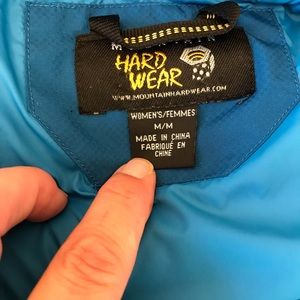 HARD
WEAR
WWW.MOUNTAINHARDWEAR.COM
WOMEN'S/FEMMES
M/M
MADE IN CHINA
FABRIQUÉ EN
CHINE